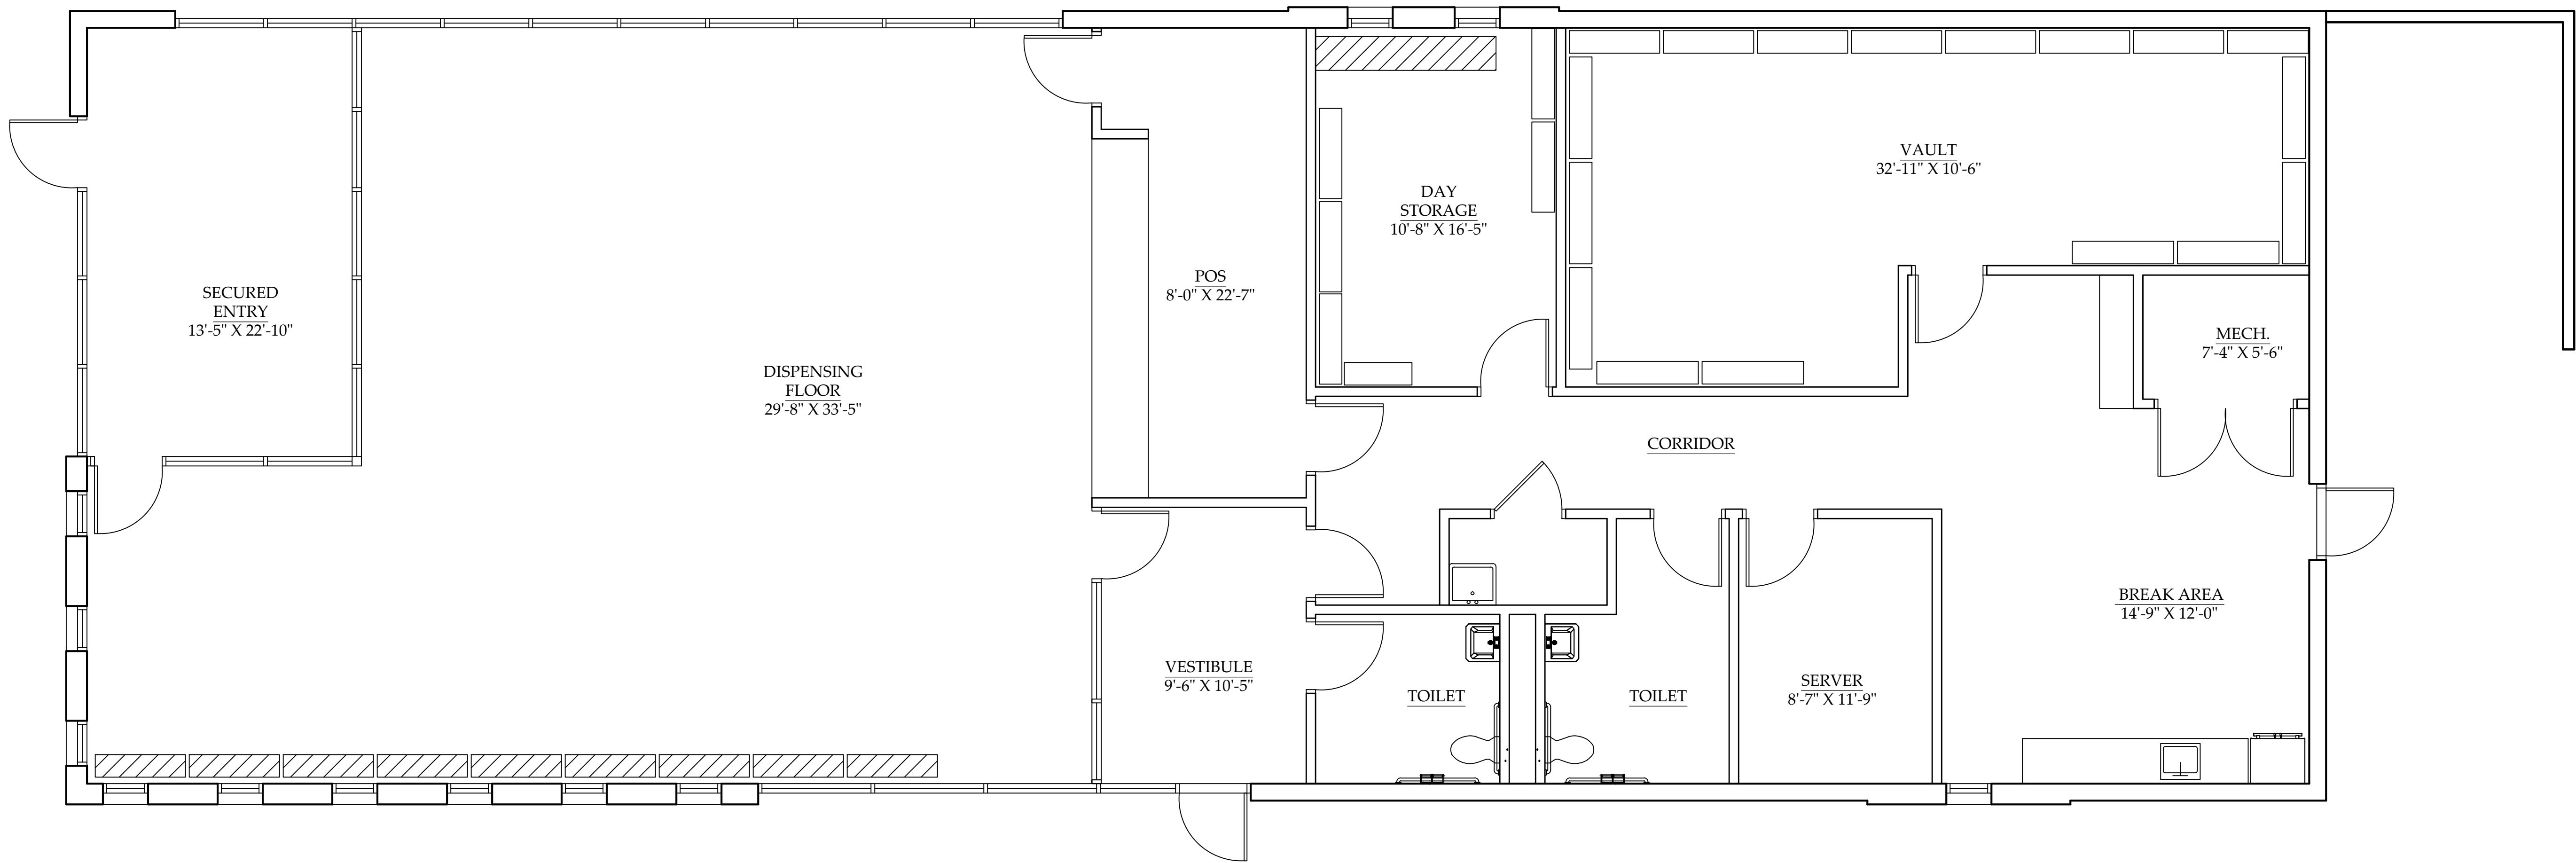 SECURED
ENTRY
13'-5" X 22'-10"
DISPENSING
FLOOR
29'-8" X 33'-5"
POS
8'-0" X 22'-7"
DAY
STORAGE
10'-8" X 16'-5"
VAULT
32'-11" X 10'-6"
MECH.
7'-4" X 5'-6"
CORRIDOR
BREAK AREA
14'-9" X 12'-0"
VESTIBULE
9'-6" X 10'-5"
TOILET
TOILET
SERVER
8'-7" X 11'-9"